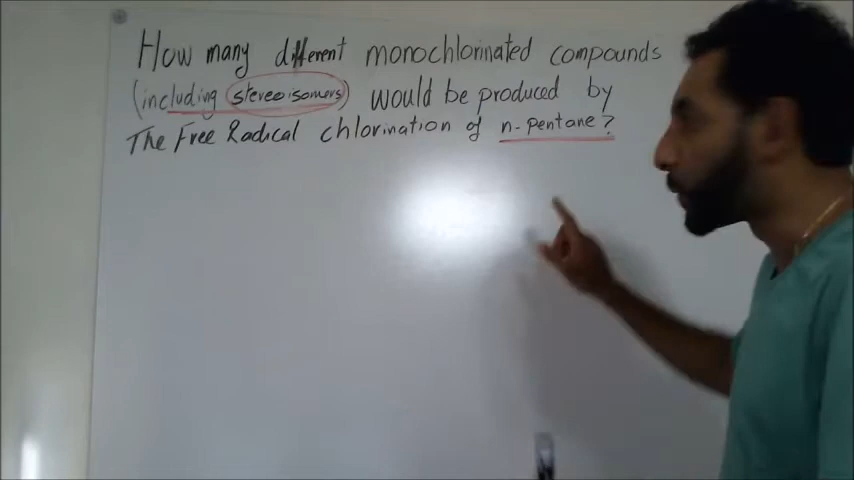 How many different monochlorinated compounds
(including stereoisomers) would be produced by
The Free Radical chlorination of n-pentane?